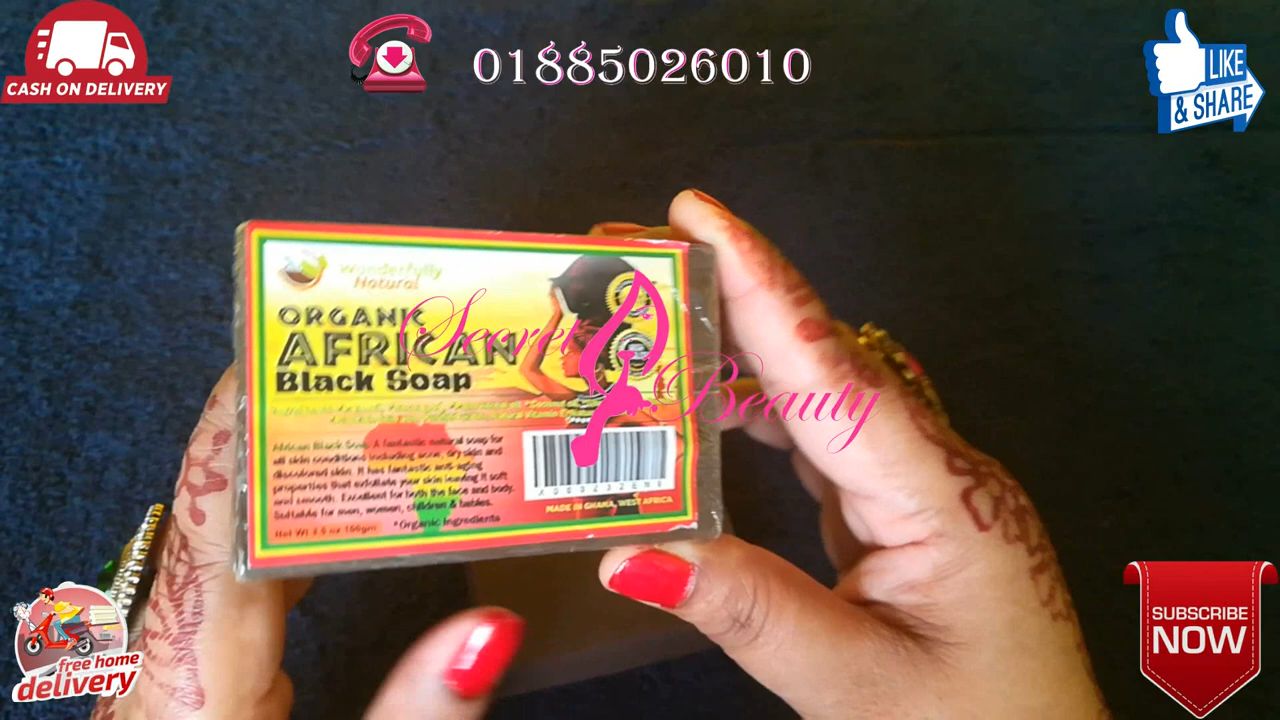 CASH ON DELIVERY
01885026010
LIKE
& SHARE
Wonderfully
Natural
ORGANIC
AFRICAN
Black Soap
Secret
Beauty
African Black Soap A fantastic natural soap for
all skin conditions including acne, dry skin and
discolored skin. It has fantastic anti-aging
properties that exfoliate your skin leaving it soft
and smooth. Excellent for both the face and body.
Suitable for men, women, children & babies.
*Organic Ingredients
X000Z32EN9
MADE IN GHANA, WEST AFRICA
free home
delivery
SUBSCRIBE
NOW